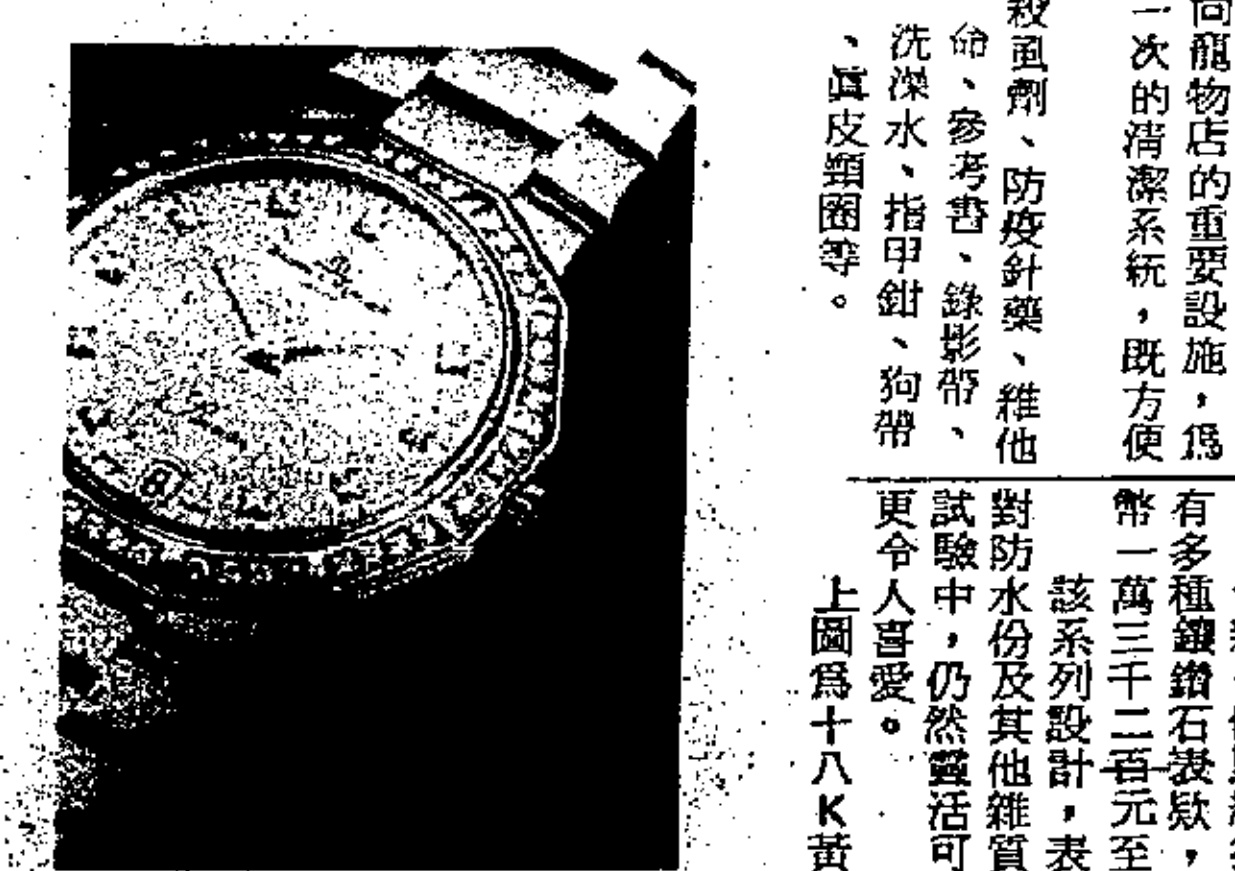 向寵物店的重要設施，爲
一次的清潔系統，既方便
殺虱劑、防疫針藥、維他
命、參考書、錄影帶、
洗澡水、指甲鉗、狗帶
、眞皮頸圈等。
有多種鑲鑽石表欵，
幣一萬三千二百元至
該系列設計，表
對防水份及其他雜質
試驗中，仍然靈活可
更令人喜愛。
上圖爲十八K黃